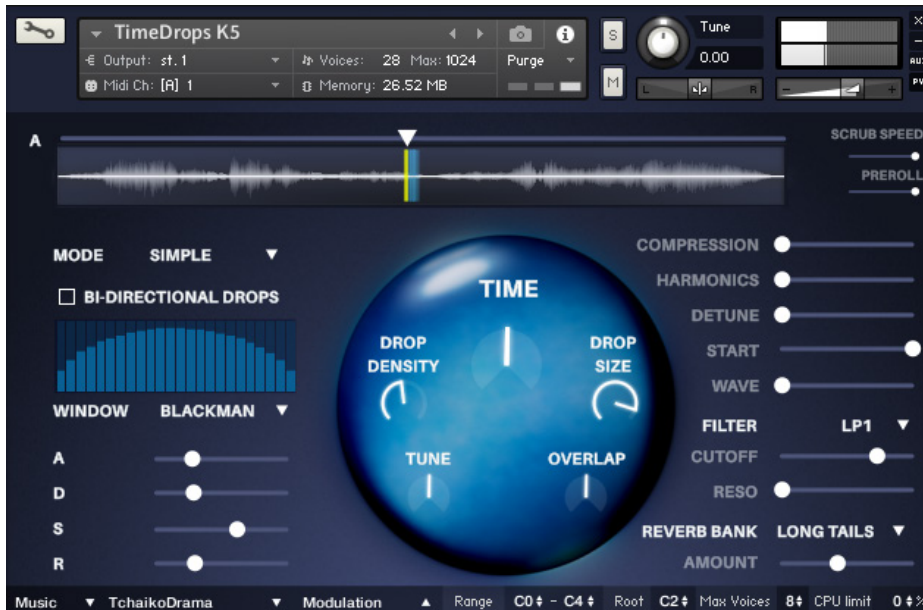 TimeDrops K5
S
Tune
0.00
Output: st.1
Voices: 28 Max: 1024
Purge
Midi Ch: [A] 1
Memory: 26.52 MB
M
L R
- +
×
-
AUX
PV
A
SCRUB SPEED
PREROLL
MODE SIMPLE
BI-DIRECTIONAL DROPS
WINDOW BLACKMAN
A
D
S
R
TIME
DROP DENSITY
DROP SIZE
TUNE
OVERLAP
COMPRESSION
HARMONICS
DETUNE
START
WAVE
FILTER LP1
CUTOFF
RESO
REVERB BANK LONG TAILS
AMOUNT
Music TchaikoDrama Modulation Range C0 - C4 Root C2 Max Voices 8 CPU limit 0 %